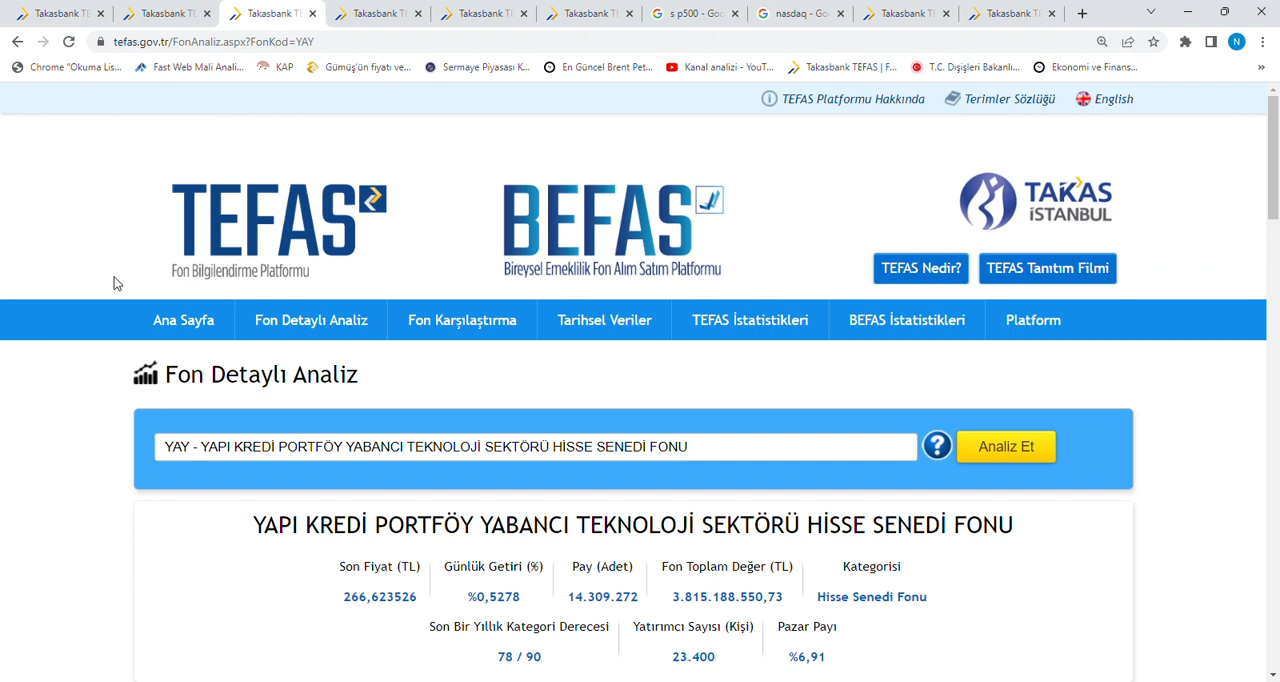 Takasbank TE Takasbank TE Takasbank TE Takasbank TE Takasbank TE Takasbank TE s p500 - Goo nasdaq - Goo Takasbank TE Takasbank TE
tefas.gov.tr/FonAnaliz.aspx?FonKod=YAY N
Chrome "Okuma Lis... Fast Web Mali Anali... KAP Gümüş'ün fiyatı ve... Sermaye Piyasası K... En Güncel Brent Pet... Kanal analizi - YouT... Takasbank TEFAS | F... T.C. Dışişleri Bakanlı... Ekonomi ve Finans...
TEFAS Platformu Hakkında Terimler Sözlüğü English
TEFAS
Fon Bilgilendirme Platformu
BEFAS
Bireysel Emeklilik Fon Alım Satım Platformu
TAKAS
İSTANBUL
TEFAS Nedir? TEFAS Tanıtım Filmi
Ana Sayfa Fon Detaylı Analiz Fon Karşılaştırma Tarihsel Veriler TEFAS İstatistikleri BEFAS İstatistikleri Platform
Fon Detaylı Analiz
YAY - YAPI KREDİ PORTFÖY YABANCI TEKNOLOJİ SEKTÖRÜ HİSSE SENEDİ FONU ? Analiz Et
YAPI KREDİ PORTFÖY YABANCI TEKNOLOJİ SEKTÖRÜ HİSSE SENEDİ FONU
Son Fiyat (TL) Günlük Getiri (%) Pay (Adet) Fon Toplam Değer (TL) Kategorisi
266,623526 %0,5278 14.309.272 3.815.188.550,73 Hisse Senedi Fonu
Son Bir Yıllık Kategori Derecesi Yatırımcı Sayısı (Kişi) Pazar Payı
78 / 90 23.400 %6,91